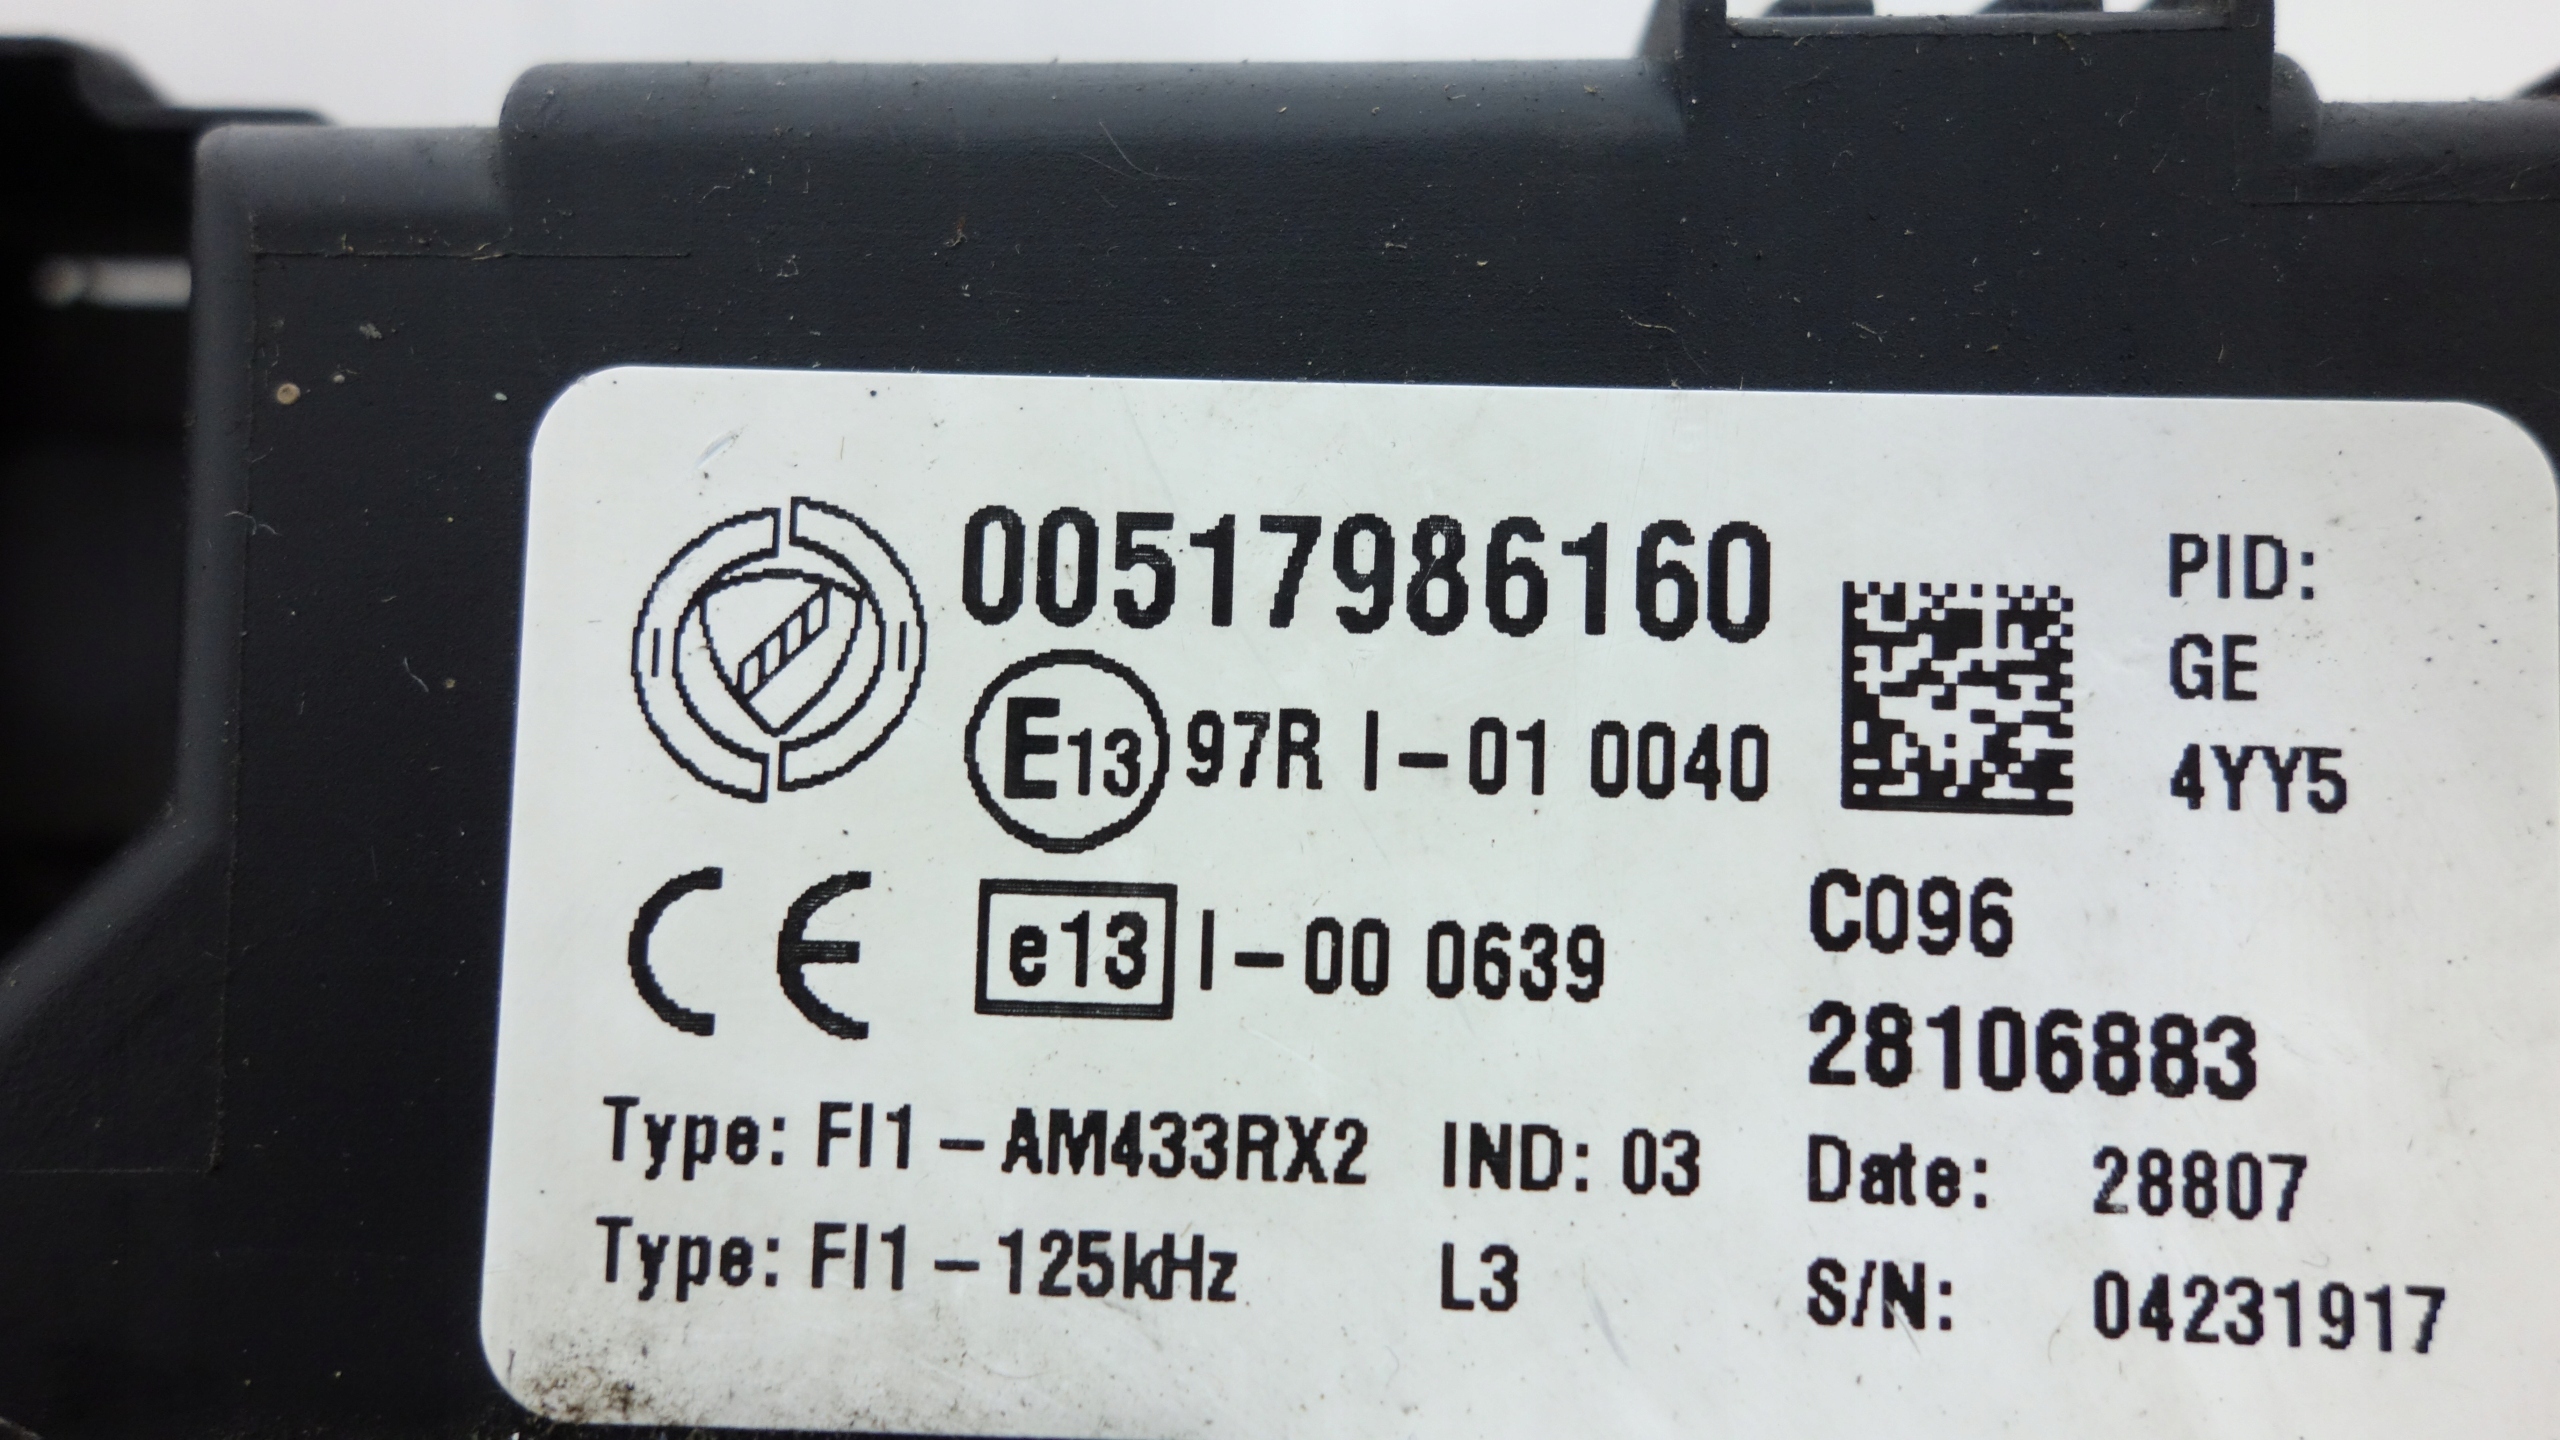 00517986160
E13 97R I-01 0040
PID:
GE
4YY5
CE e13 I-00 0639
C096
28106883
Type: FI1-AM433RX2 IND: 03
Date: 28807
Type: FI1-125kHz L3
S/N: 04231917